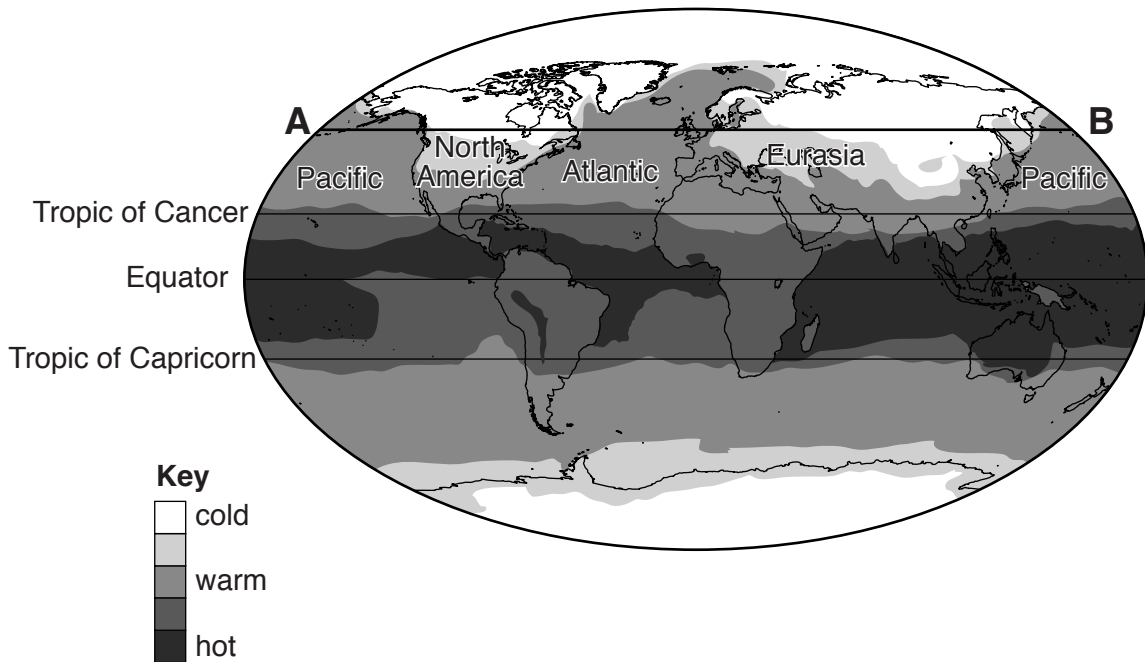 A
B
North
America
Pacific
Atlantic
Eurasia
Pacific
Tropic of Cancer
Equator
Tropic of Capricorn
Key
cold
warm
hot